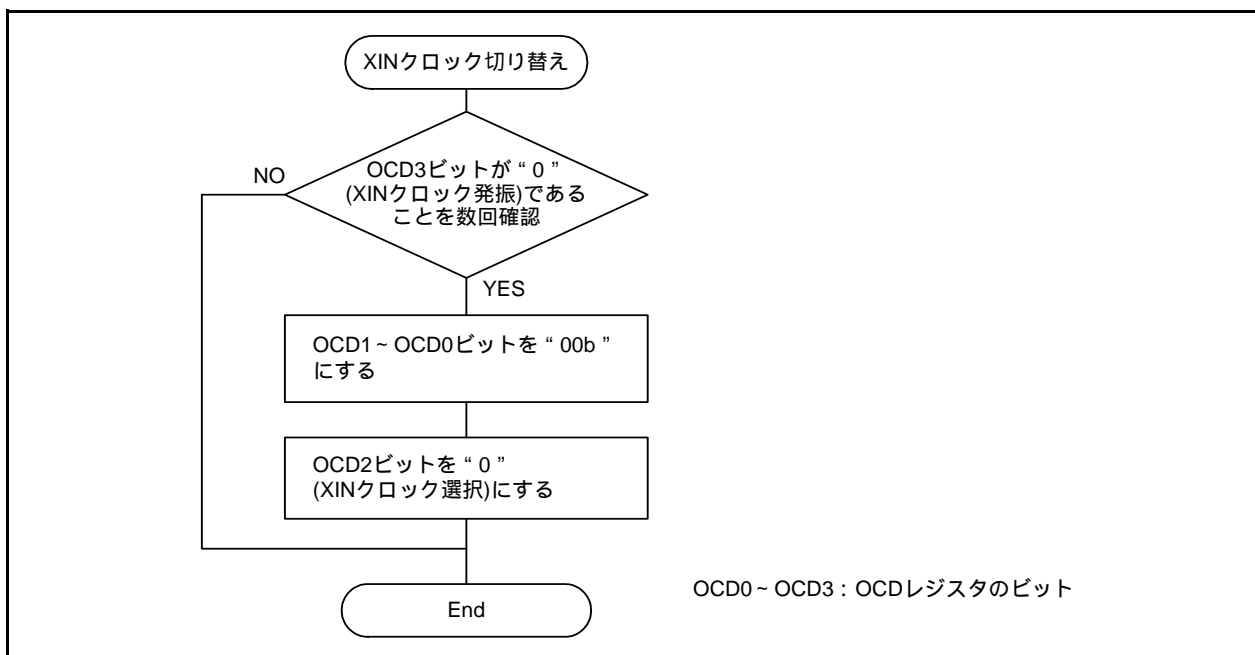 XINクロック切り替え
OCD3ビットが“0”
(XINクロック発振)である
ことを数回確認
NO
YES
OCD1~OCD0ビットを“00b”
にする
OCD2ビットを“0”
(XINクロック選択)にする
End
OCD0~OCD3:OCDレジスタのビット